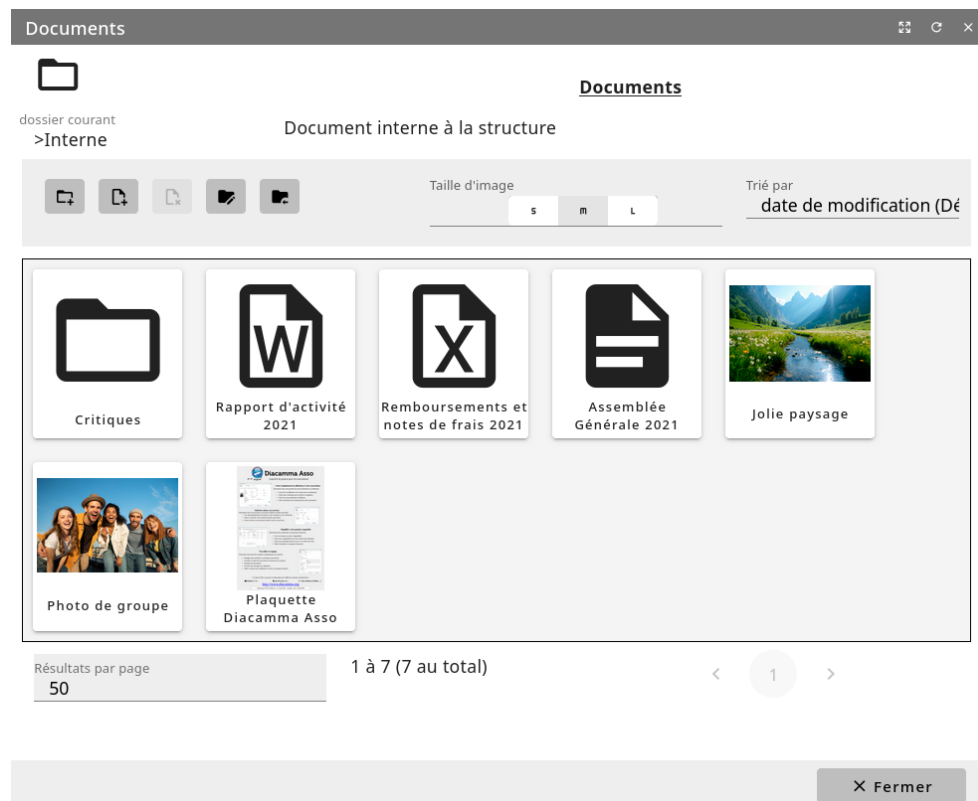 Documents
Documents
dossier courant
>Interne
Document interne à la structure
Taille d'image
S m L
Trié par
date de modification (Dé
Critiques
W
Rapport d'activité
2021
X
Remboursements et
notes de frais 2021
Assemblée
Générale 2021
Jolie paysage
Photo de groupe
Diacamma Asso
Plaquette
Diacamma Asso
Résultats par page
50
1 à 7 (7 au total)
1
Fermer